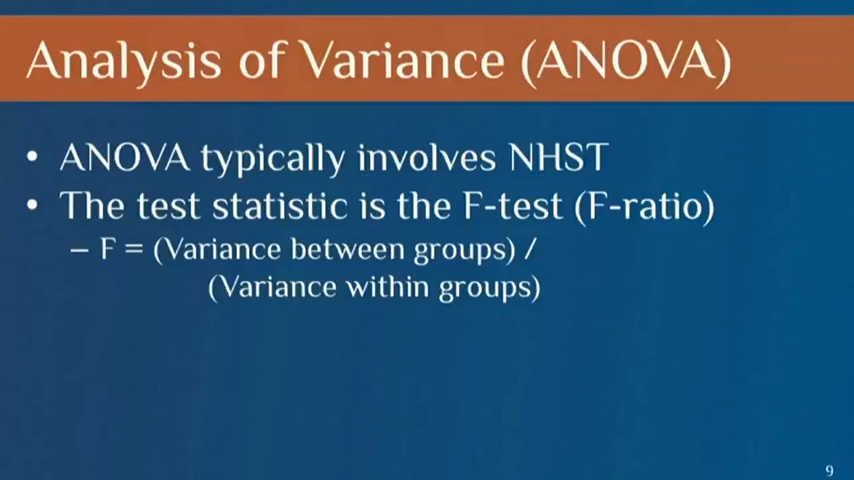 Analysis of Variance (ANOVA)
• ANOVA typically involves NHST
• The test statistic is the F-test (F-ratio)
– F = (Variance between groups) /
(Variance within groups)
9